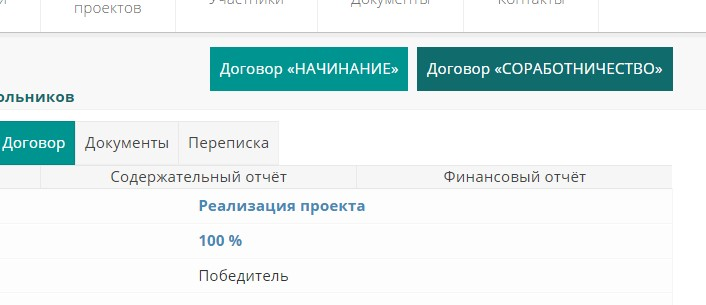 проектов
Участники
Документы
Контакты
Договор «НАЧИНАНИЕ»
Договор «СОРАБОТНИЧЕСТВО»
ольников
Договор
Документы
Переписка
Содержательный отчёт
Финансовый отчёт
Реализация проекта
100 %
Победитель